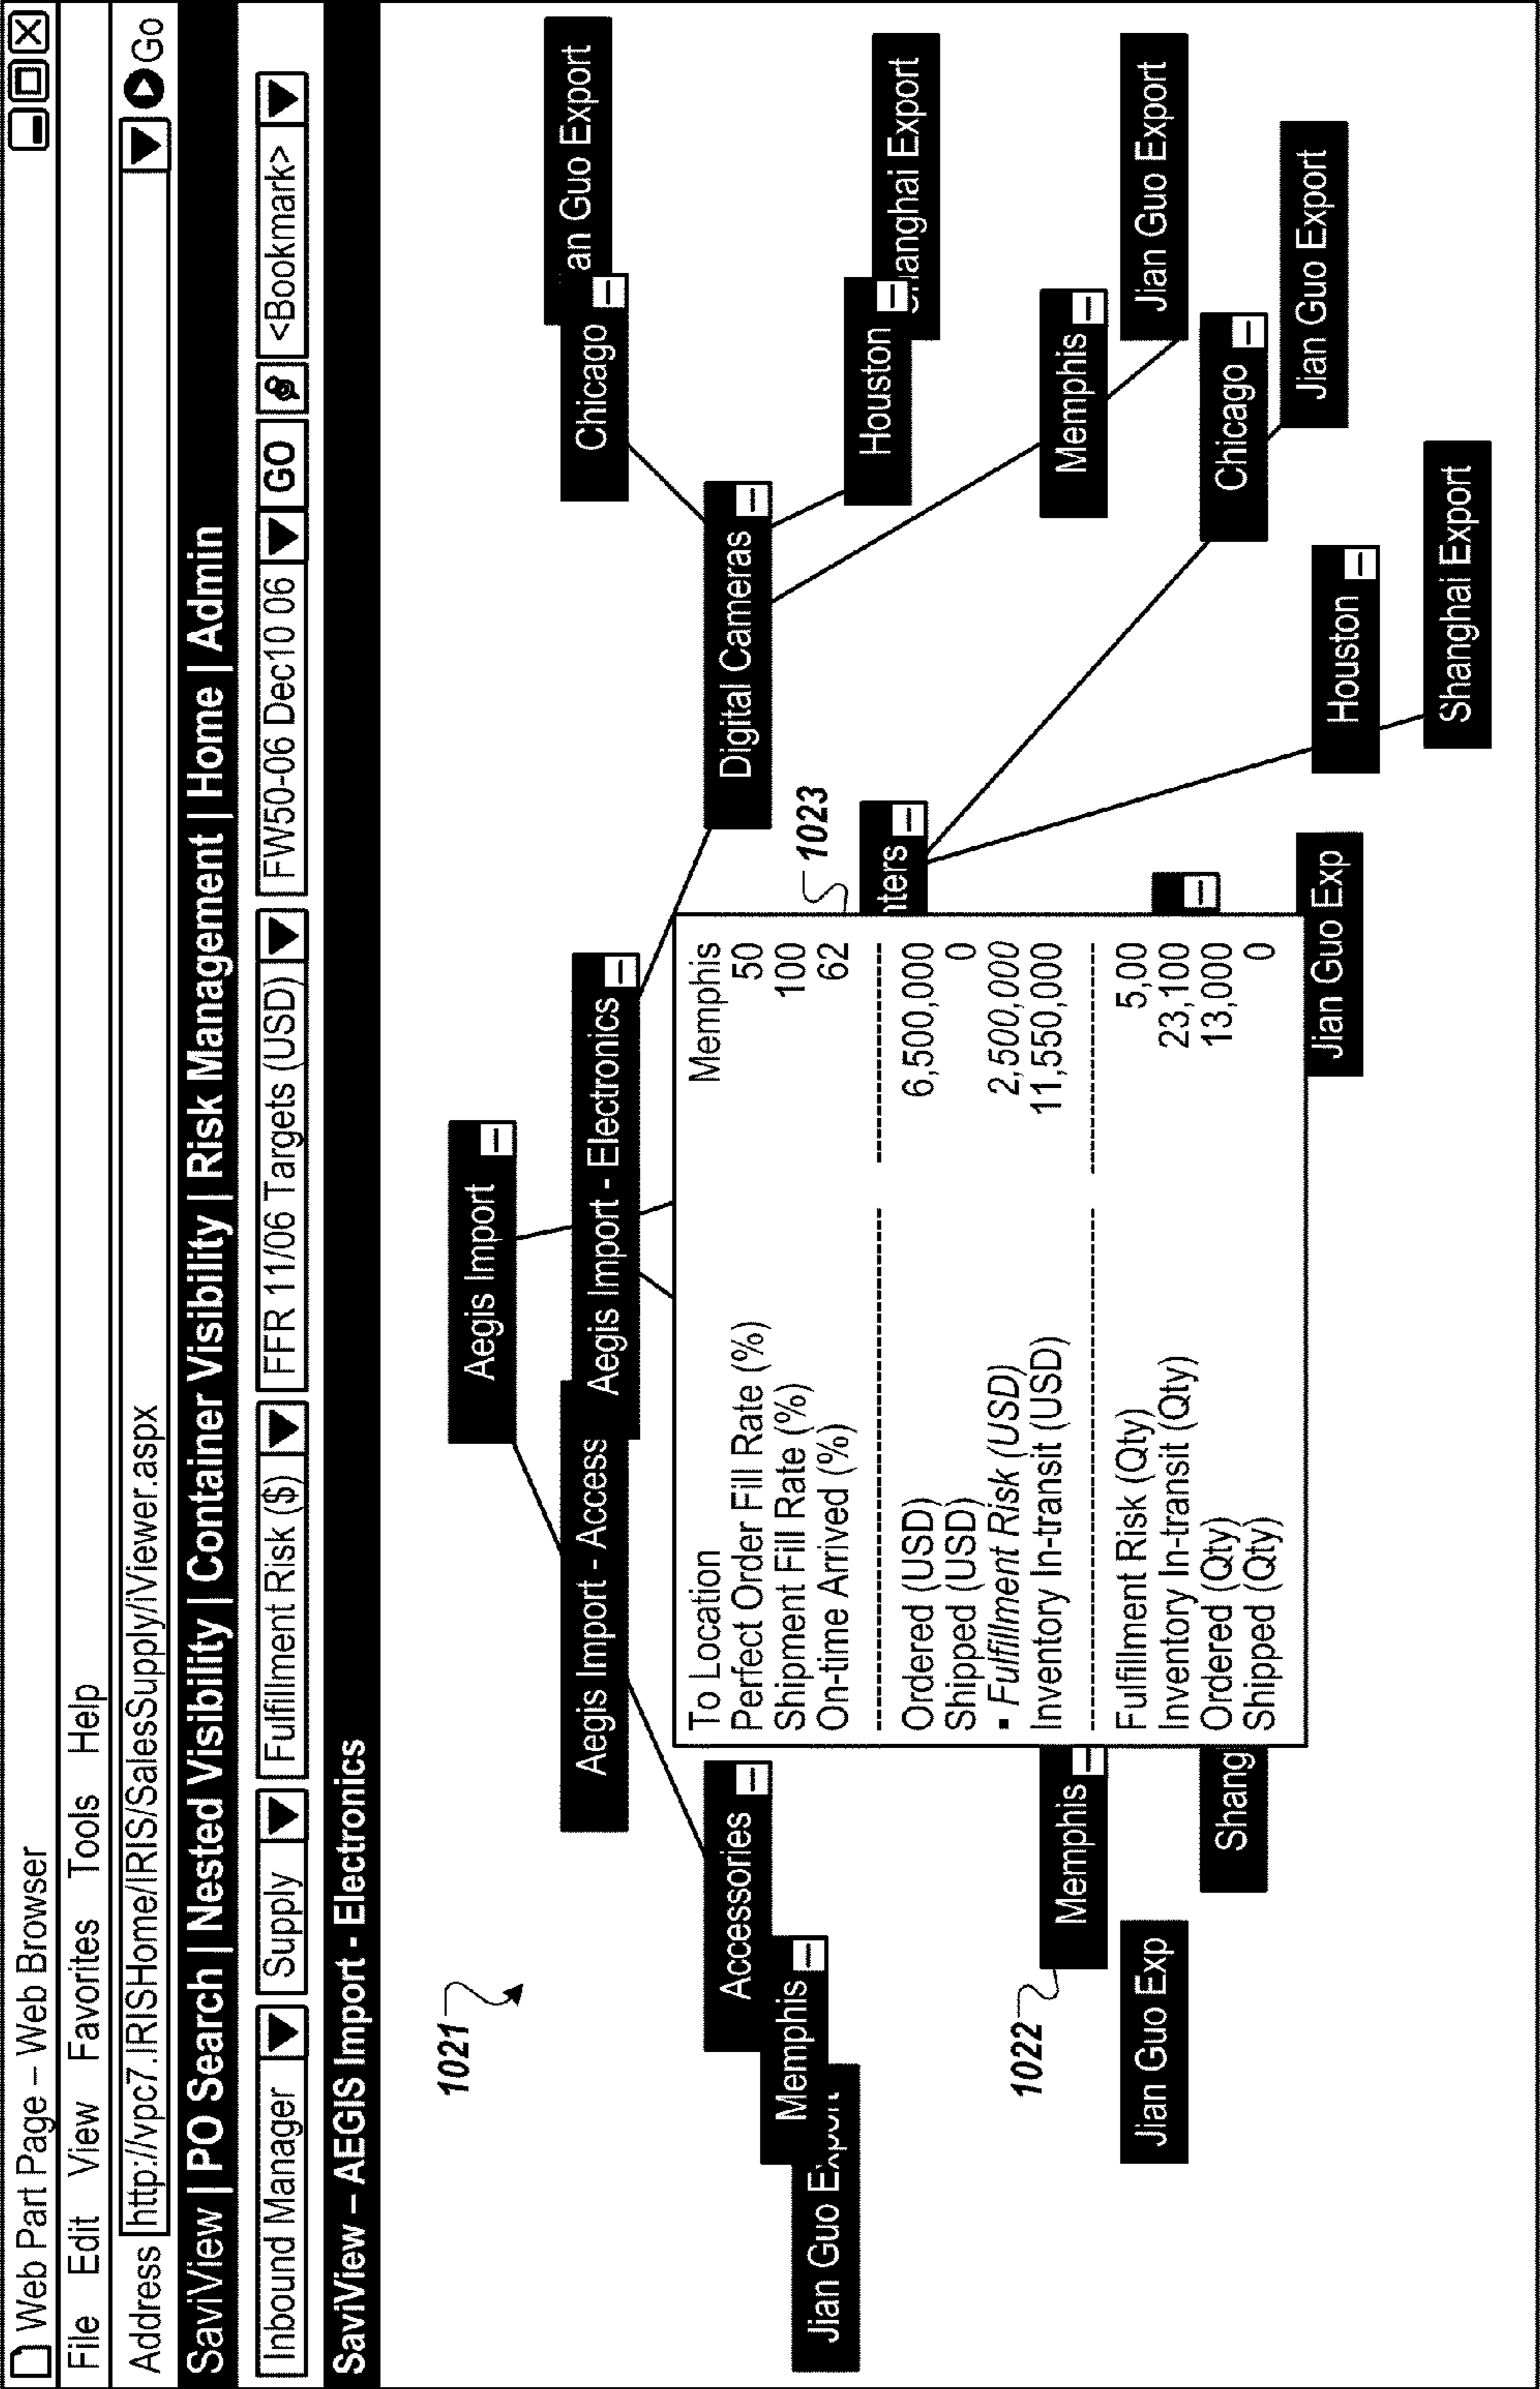 Web Part Page – Web Browser
File Edit View Favorites Tools Help
Address http://vpc7.IRISHome/IRIS/SalesSupply/iViewer.aspx Go
SaviView | PO Search | Nested Visibility | Container Visibility | Risk Management | Home | Admin
Inbound Manager Supply Fulfillment Risk ($) FFR 11/06 Targets (USD) FW50-06 Dec10 06 GO <Bookmark>
SaviView – AEGIS Import - Electronics
1021
Aegis Import
Aegis Import - Access
Aegis Import - Electronics
Chicago
an Guo Export
Accessories
Digital Cameras
Memphis
Jian Guo Export
1023
nters
Houston
anghai Export
To Location Memphis
Perfect Order Fill Rate (%) 50
Shipment Fill Rate (%) 100
On-time Arrived (%) 62
Ordered (USD) 6,500,000
Shipped (USD) 0
▪ Fulfillment Risk (USD) 2,500,000
Inventory In-transit (USD) 11,550,000
Fulfillment Risk (Qty) 5,00
Inventory In-transit (Qty) 23,100
Ordered (Qty) 13,000
Shipped (Qty) 0
1022
Memphis
Jian Guo Exp
Shang
Memphis
Jian Guo Export
Chicago
Jian Guo Export
Jian Guo Exp
Houston
Shanghai Export